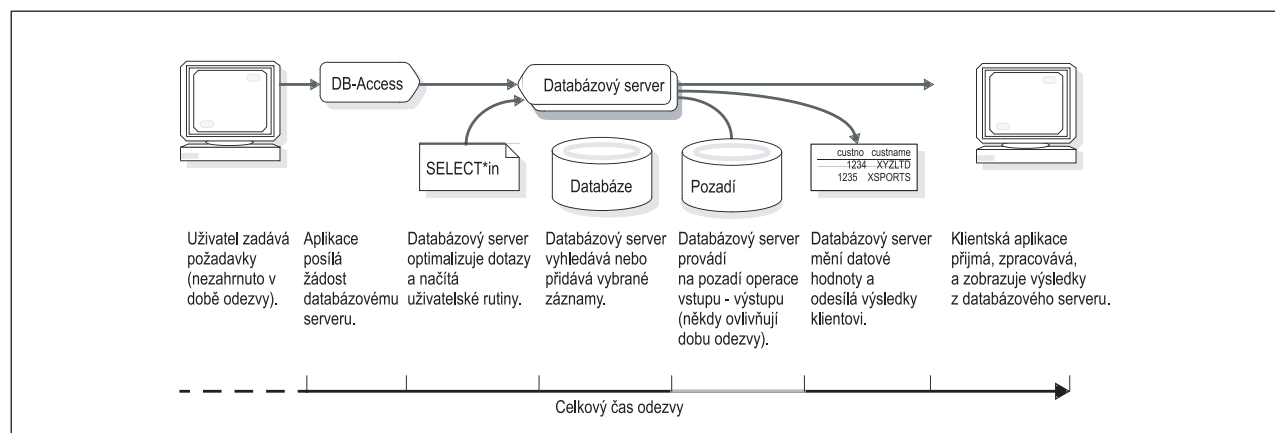 DB-Access
Databázový server
SELECT*in
Databáze
Pozadí
custno custname
1234 XYZLTD
1235 XSPORTS
Uživatel zadává
požadavky
(nezahrnuto v
době odezvy).
Aplikace
posílá
žádost
databázovému
serveru.
Databázový server
optimalizuje dotazy
a načítá
uživatelské rutiny.
Databázový server
vyhledává nebo
přidává vybrané
záznamy.
Databázový server
provádí
na pozadí operace
vstupu - výstupu
(někdy ovlivňují
dobu odezvy).
Databázový server
mění datové
hodnoty a
odesílá výsledky
klientovi.
Klientská aplikace
přijmá, zpracovává,
a zobrazuje výsledky
z databázového serveru.
Celkový čas odezvy